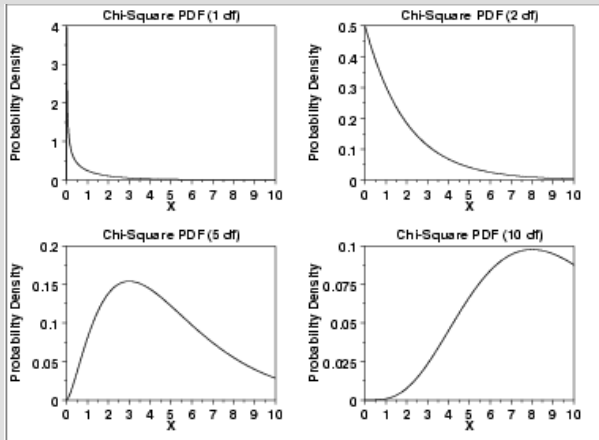 Chi-Square PDF (1 df)
Probability Density
4
3
2
1
0
0 1 2 3 4 5 6 7 8 9 10
X
Chi-Square PDF (2 df)
Probability Density
0.5
0.4
0.3
0.2
0.1
0
0 1 2 3 4 5 6 7 8 9 10
X
Chi-Square PDF (5 df)
Probability Density
0.2
0.15
0.1
0.05
0
0 1 2 3 4 5 6 7 8 9 10
X
Chi-Square PDF (10 df)
Probability Density
0.1
0.075
0.05
0.025
0
0 1 2 3 4 5 6 7 8 9 10
X